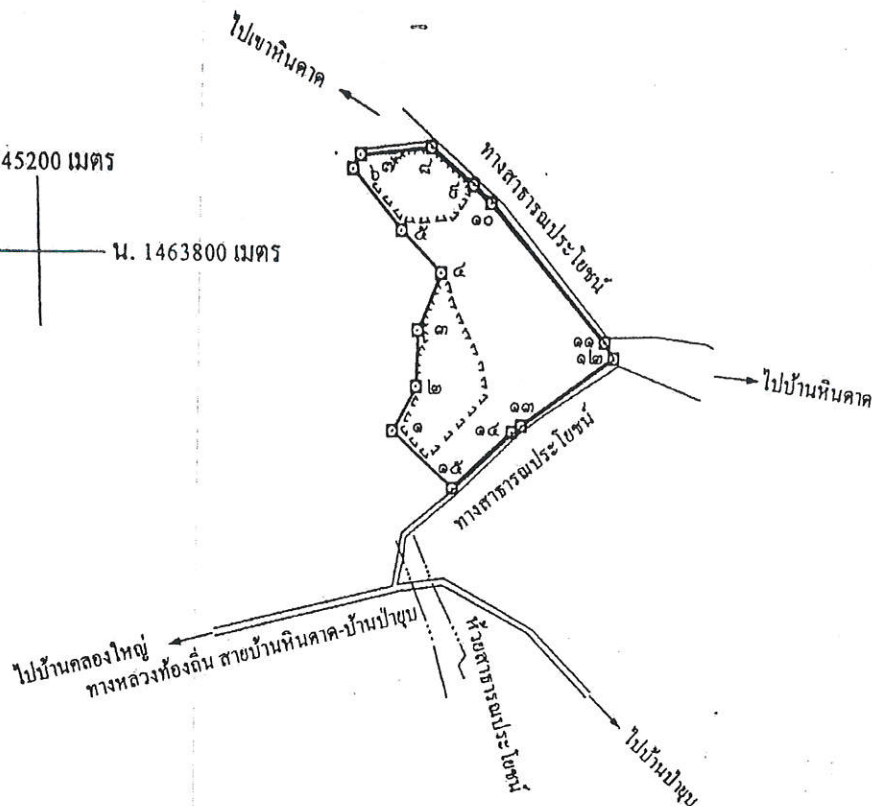 ไปเขาหินดาด
45200 เมตร
น. 1463800 เมตร
ทางสาธารณประโยชน์
๖
๗
๘
๙
๑๐
๕
๔
๓
๒
๑
๑๑
๑๒
๑๓
๑๔
๑๕
ไปบ้านหินดาด
ทางสาธารณประโยชน์
ไปบ้านคลองใหญ่
ทางหลวงท้องถิ่น สายบ้านหินดาด-บ้านป่ายุบ
ห้วยสาธารณประโยชน์
ไปบ้านป่ายุบ